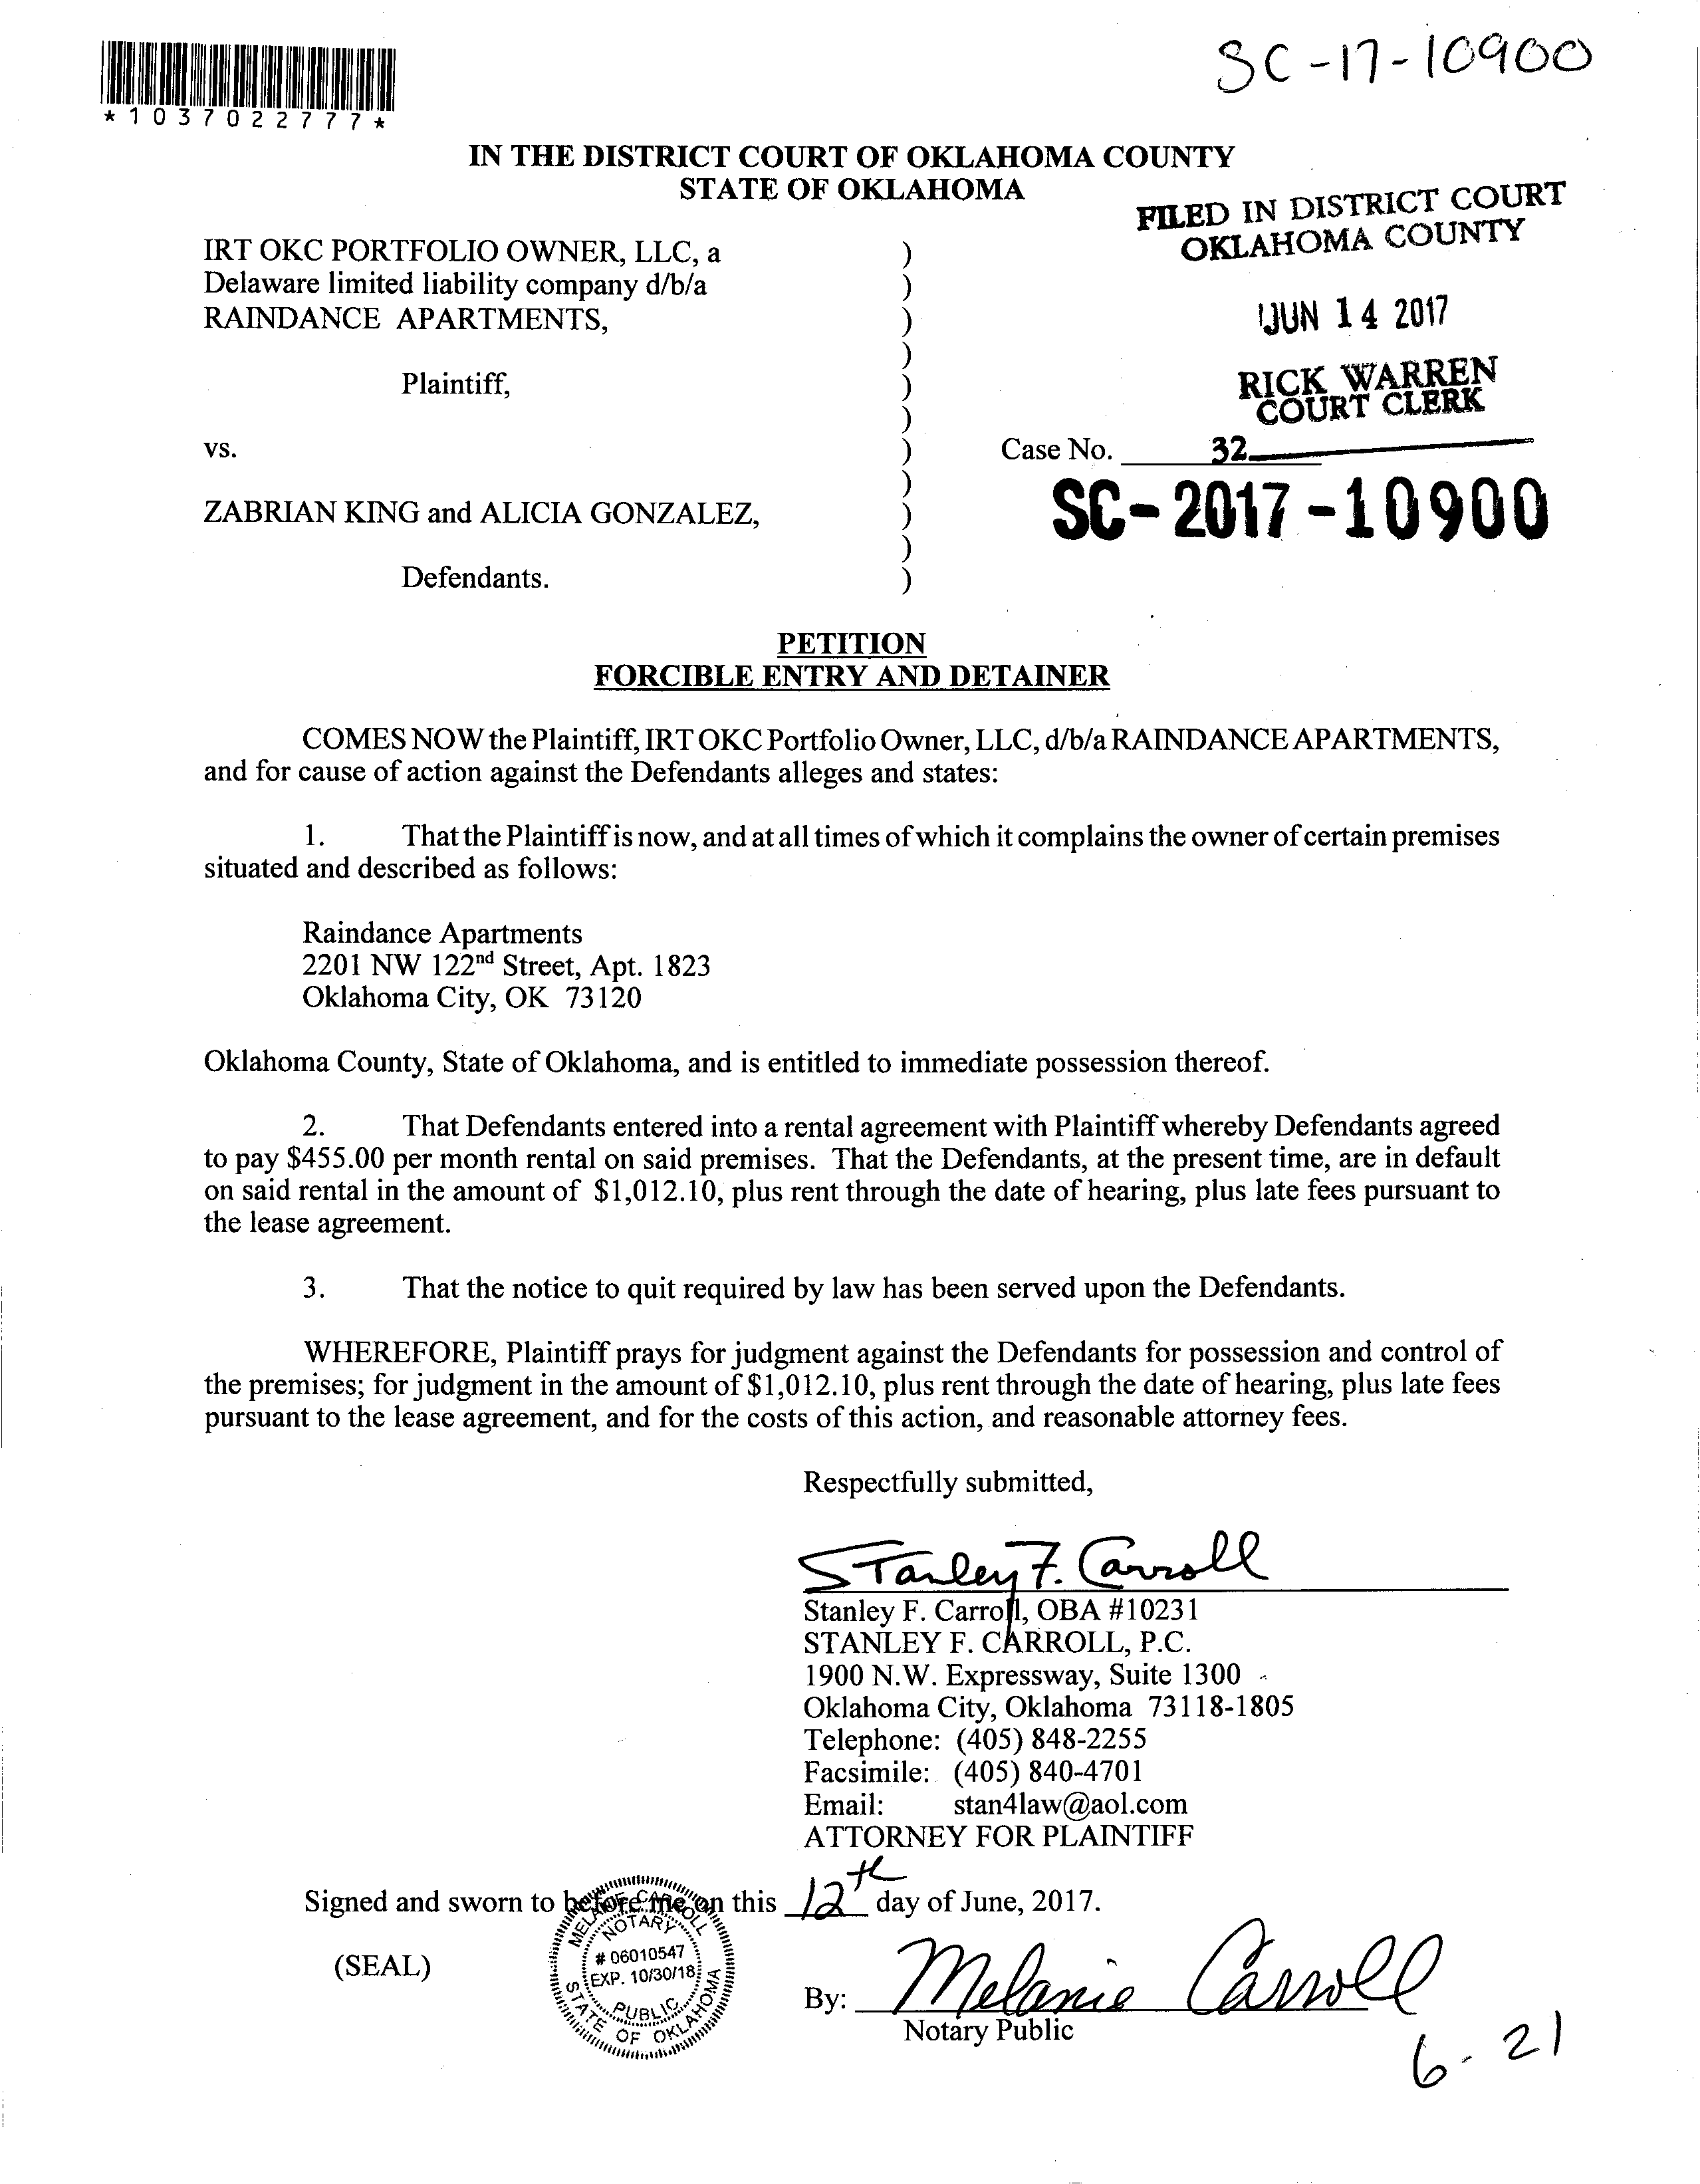 SC-17-10900
*1037022777*
IN THE DISTRICT COURT OF OKLAHOMA COUNTY
STATE OF OKLAHOMA
FILED IN DISTRICT COURT
OKLAHOMA COUNTY
JUN 14 2017
RICK WARREN
COURT CLERK
32
IRT OKC PORTFOLIO OWNER, LLC, a )
Delaware limited liability company d/b/a )
RAINDANCE APARTMENTS, )
)
Plaintiff, )
)
vs. ) Case No.
)
SC-2017-10900
ZABRIAN KING and ALICIA GONZALEZ, )
)
Defendants. )
PETITION
FORCIBLE ENTRY AND DETAINER
COMES NOW the Plaintiff, IRT OKC Portfolio Owner, LLC, d/b/a RAINDANCE APARTMENTS,
and for cause of action against the Defendants alleges and states:
1. That the Plaintiff is now, and at all times of which it complains the owner of certain premises
situated and described as follows:
Raindance Apartments
2201 NW 122nd Street, Apt. 1823
Oklahoma City, OK 73120
Oklahoma County, State of Oklahoma, and is entitled to immediate possession thereof.
2. That Defendants entered into a rental agreement with Plaintiff whereby Defendants agreed
to pay $455.00 per month rental on said premises. That the Defendants, at the present time, are in default
on said rental in the amount of $1,012.10, plus rent through the date of hearing, plus late fees pursuant to
the lease agreement.
3. That the notice to quit required by law has been served upon the Defendants.
WHEREFORE, Plaintiff prays for judgment against the Defendants for possession and control of
the premises; for judgment in the amount of $1,012.10, plus rent through the date of hearing, plus late fees
pursuant to the lease agreement, and for the costs of this action, and reasonable attorney fees.
Respectfully submitted,
Stanley F. Carroll
Stanley F. Carroll, OBA #10231
STANLEY F. CARROLL, P.C.
1900 N.W. Expressway, Suite 1300
Oklahoma City, Oklahoma 73118-1805
Telephone: (405) 848-2255
Facsimile: (405) 840-4701
Email: stan4law@aol.com
ATTORNEY FOR PLAINTIFF
Signed and sworn to before me on this 12th day of June, 2017.
(SEAL)
MELANIE CARROLL
NOTARY
# 06010547
EXP. 10/30/18
PUBLIC
STATE OF OKLAHOMA
By: Melanie Carroll
Notary Public
6-21